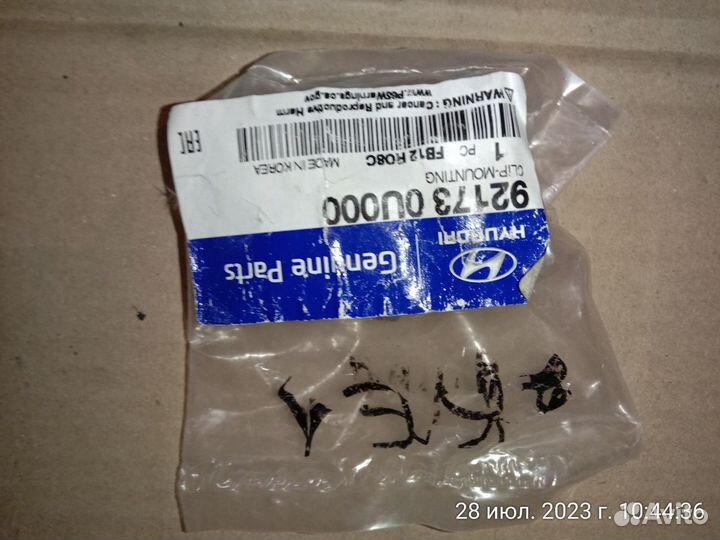 HYUNDAI
Genuine Parts
92173 0U000
CLIP-MOUNTING
1 PC FB12 R08C
MADE IN KOREA
EAC
⚠WARNING : Cancer and Reproductive Harm
www.P65Warnings.ca.gov
28 июл. 2023 г. 10:44:36
Avito